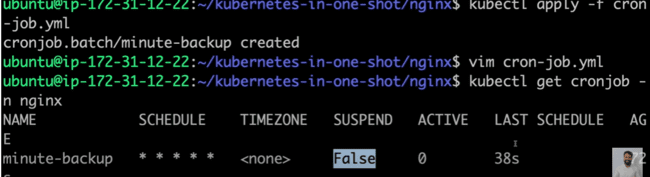 ubuntu@ip-172-31-12-22:~/kubernetes-in-one-shot/nginx$ kubectl apply -f cron
-job.yml
cronjob.batch/minute-backup created
ubuntu@ip-172-31-12-22:~/kubernetes-in-one-shot/nginx$ vim cron-job.yml
ubuntu@ip-172-31-12-22:~/kubernetes-in-one-shot/nginx$ kubectl get cronjob -
n nginx
NAME SCHEDULE TIMEZONE SUSPEND ACTIVE LAST SCHEDULE AG
E
minute-backup * * * * * <none> False 0 38s